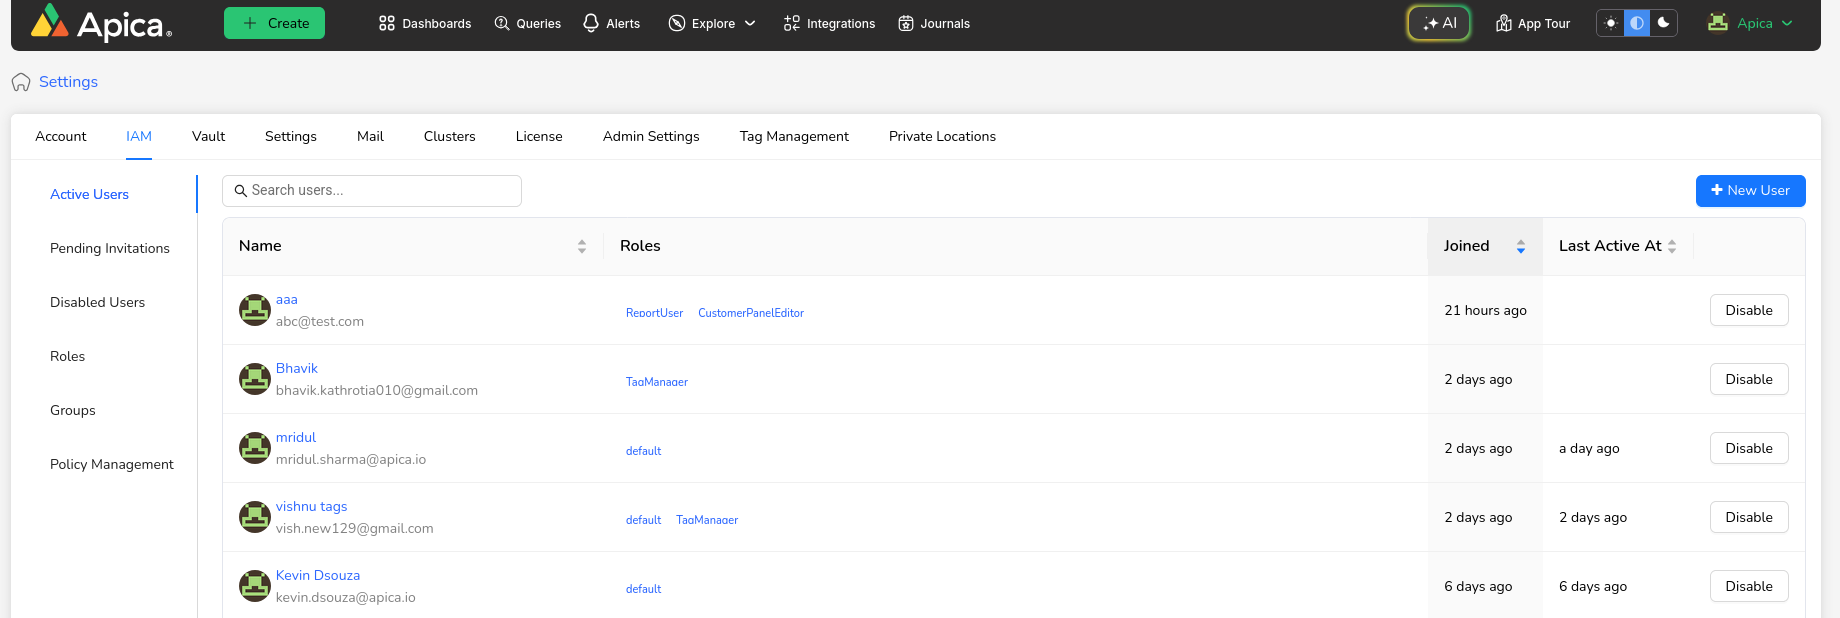 Apica
Create
Dashboards
Queries
Alerts
Explore
Integrations
Journals
AI
App Tour
Apica
Settings
Account
IAM
Vault
Settings
Mail
Clusters
License
Admin Settings
Tag Management
Private Locations
Active Users
Pending Invitations
Disabled Users
Roles
Groups
Policy Management
Search users...
New User
Name
Roles
Joined
Last Active At
aaa
abc@test.com
ReportUser CustomerPanelEditor
21 hours ago
Disable
Bhavik
bhavik.kathrotia010@gmail.com
TagManager
2 days ago
Disable
mridul
mridul.sharma@apica.io
default
2 days ago
a day ago
Disable
vishnu tags
vish.new129@gmail.com
default TagManager
2 days ago
2 days ago
Disable
Kevin Dsouza
kevin.dsouza@apica.io
default
6 days ago
6 days ago
Disable